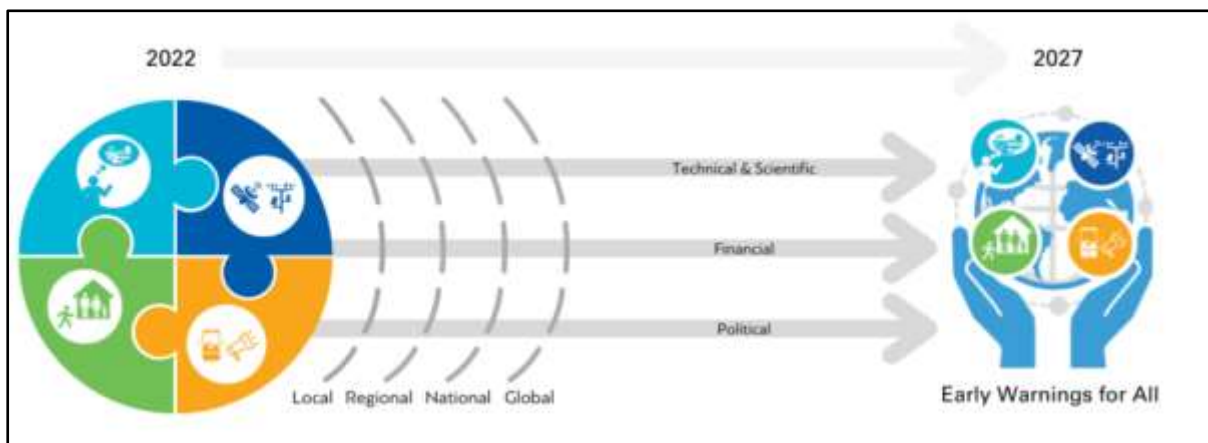 2022
2027
Technical & Scientific
Financial
Political
Local Regional National Global
Early Warnings for All